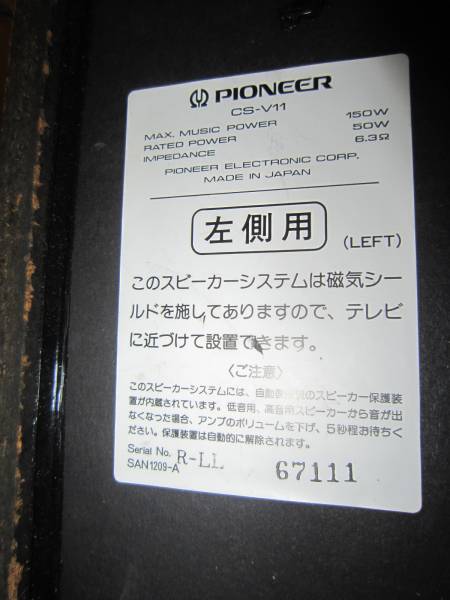 PIONEER
CS-V11
MAX. MUSIC POWER 150W
RATED POWER 50W
IMPEDANCE 6.3Ω
PIONEER ELECTRONIC CORP.
MADE IN JAPAN
左側用 (LEFT)
このスピーカーシステムは磁気シー
ルドを施してありますので、テレビ
に近づけて設置できます。
〈ご注意〉
このスピーカーシステムには、自動 のスピーカー保護装
置が内蔵されています。低音用、高音用スピーカーから音が出
なくなった場合、アンプのボリュームを下げ、5秒程お待ちく
ださい。保護装置は自動的に解除されます。
Serial No. R-LL 67111
SAN1209-A